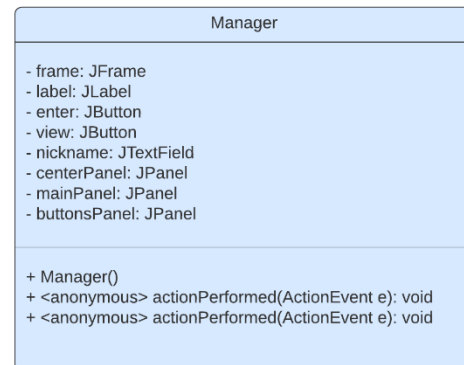 Manager
- frame: JFrame
- label: JLabel
- enter: JButton
- view: JButton
- nickname: JTextField
- centerPanel: JPanel
- mainPanel: JPanel
- buttonsPanel: JPanel
+ Manager()
+ <anonymous> actionPerformed(ActionEvent e): void
+ <anonymous> actionPerformed(ActionEvent e): void